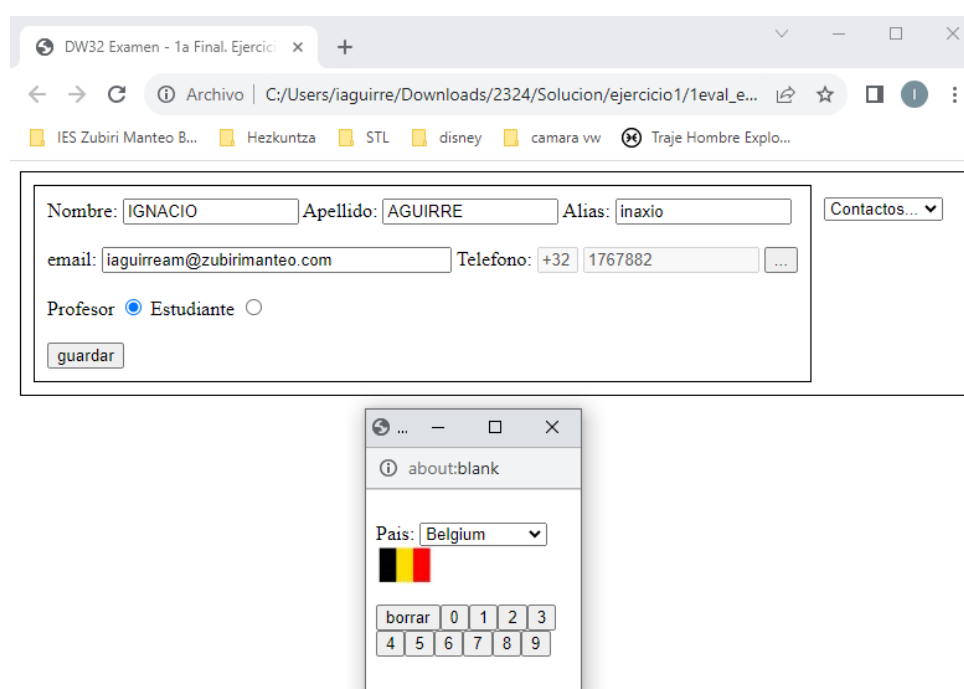 DW32 Examen - 1a Final. Ejercici
Archivo | C:/Users/iaguirre/Downloads/2324/Solucion/ejercicio1/1eval_e...
IES Zubiri Manteo B... Hezkuntza STL disney camara vw Traje Hombre Explo...
Nombre: IGNACIO Apellido: AGUIRRE Alias: inaxio Contactos...
email: iaguirream@zubirimanteo.com Telefono: +32 1767882 ...
Profesor Estudiante
guardar
...
about:blank
Pais: Belgium
borrar 0 1 2 3
4 5 6 7 8 9